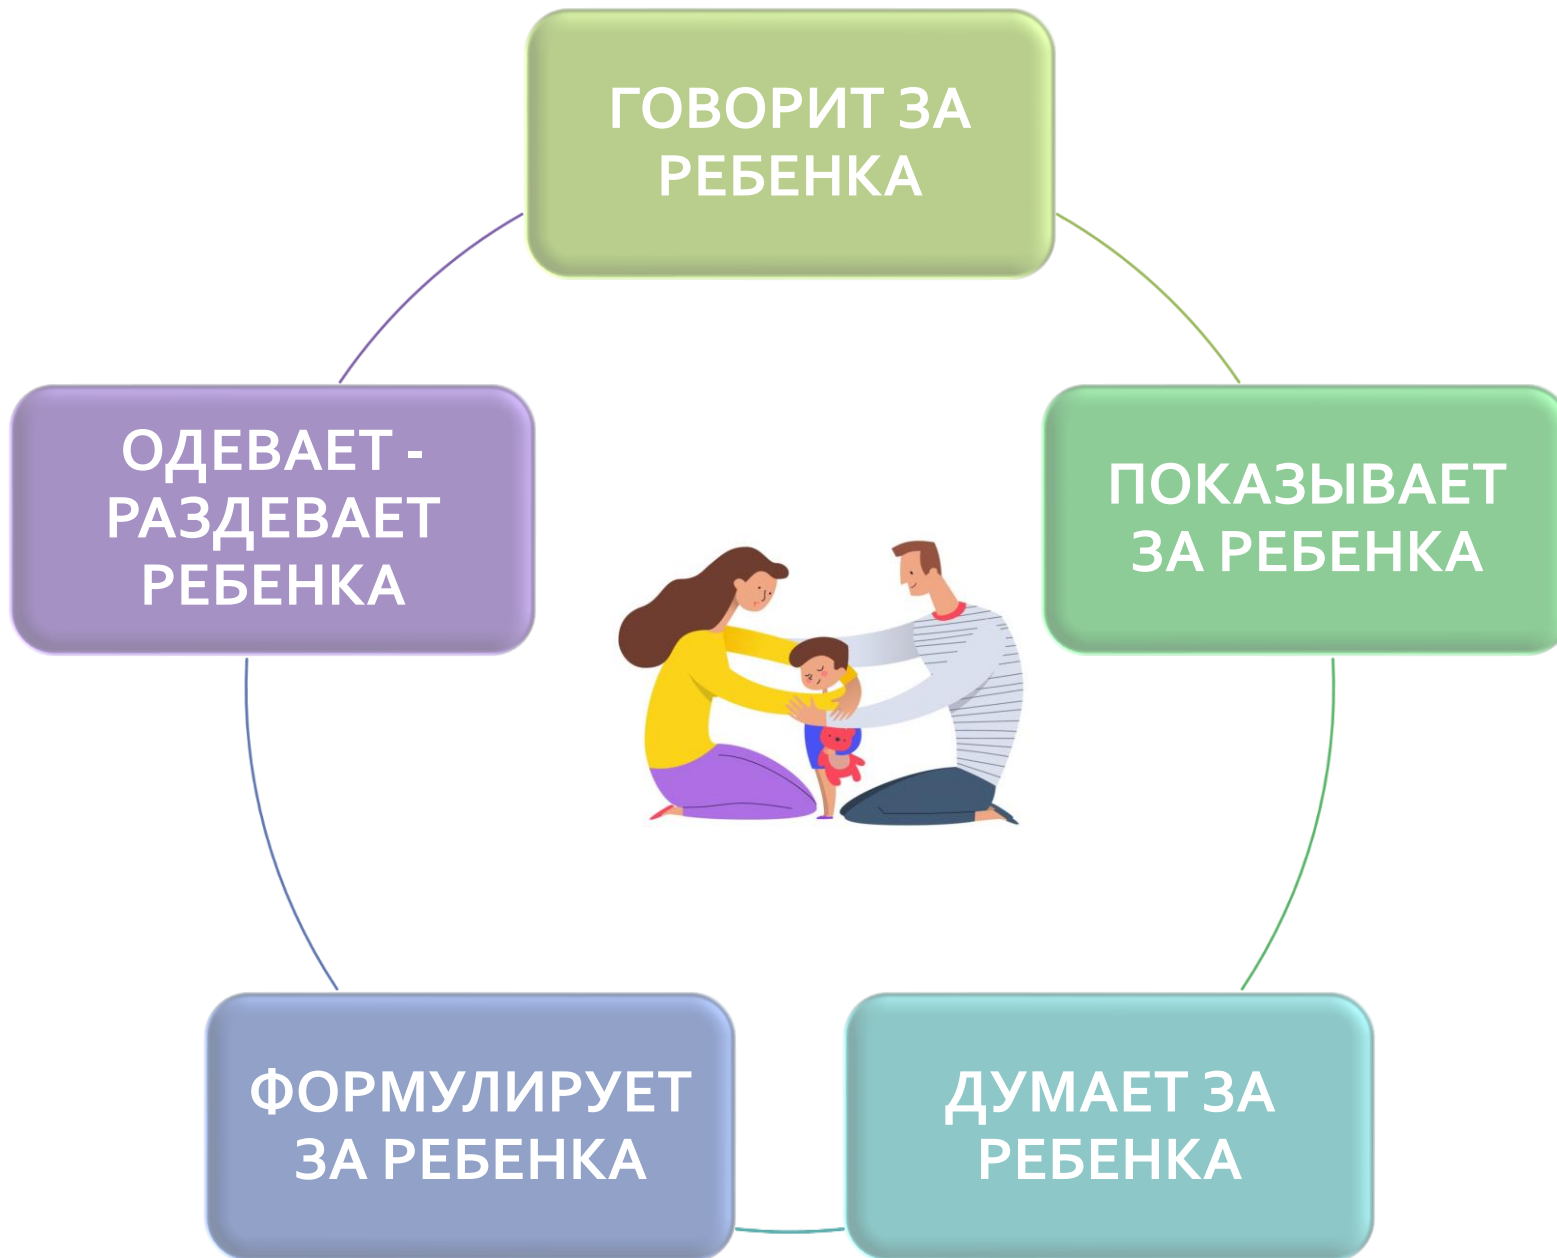 ГОВОРИТ ЗА
РЕБЕНКА
ПОКАЗЫВАЕТ
ЗА РЕБЕНКА
ДУМАЕТ ЗА
РЕБЕНКА
ФОРМУЛИРУЕТ
ЗА РЕБЕНКА
ОДЕВАЕТ -
РАЗДЕВАЕТ
РЕБЕНКА